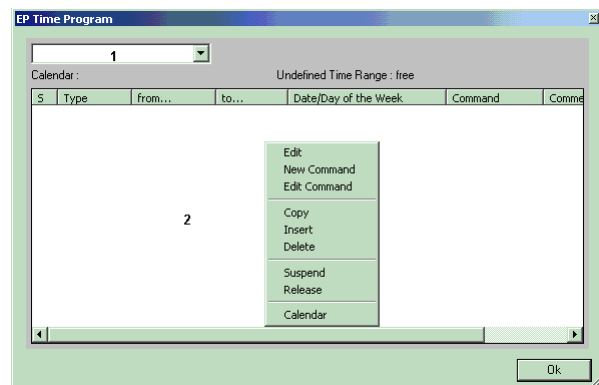 EP Time Program
1
Calendar :
Undefined Time Range : free
S Type from... to... Date/Day of the Week Command Comme
Edit
New Command
Edit Command
2
Copy
Insert
Delete
Suspend
Release
Calendar
Ok